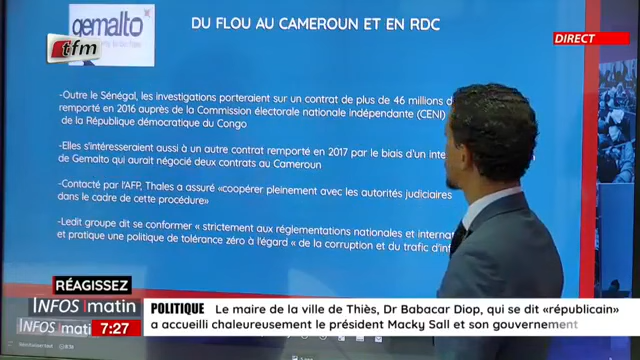 gemalto
tfm
DU FLOU AU CAMEROUN ET EN RDC
DIRECT
-Outre le Sénégal, les investigations porteraient sur un contrat de plus de 46 millions
remporté en 2016 auprès de la Commission électorale nationale indépendante (CENI)
de la République démocratique du Congo
-Elles s'intéresseraient aussi à un autre contrat remporté en 2017 par le biais d'un
de Gemalto qui aurait négocié deux contrats au Cameroun
-Contacté par l'AFP, Thales a assuré «coopérer pleinement avec les autorités judiciaires
dans le cadre de cette procédure»
-Ledit groupe dit se conformer « strictement aux réglementations nationales et
et pratique une politique de tolérance zéro à l'égard « de la corruption et du trafic
RÉAGISSEZ
INFOS matin
INFOS matin
7:27
POLITIQUE Le maire de la ville de Thiès, Dr Babacar Diop, qui se dit «républicain»
a accueilli chaleureusement le président Macky Sall et son gouvernement